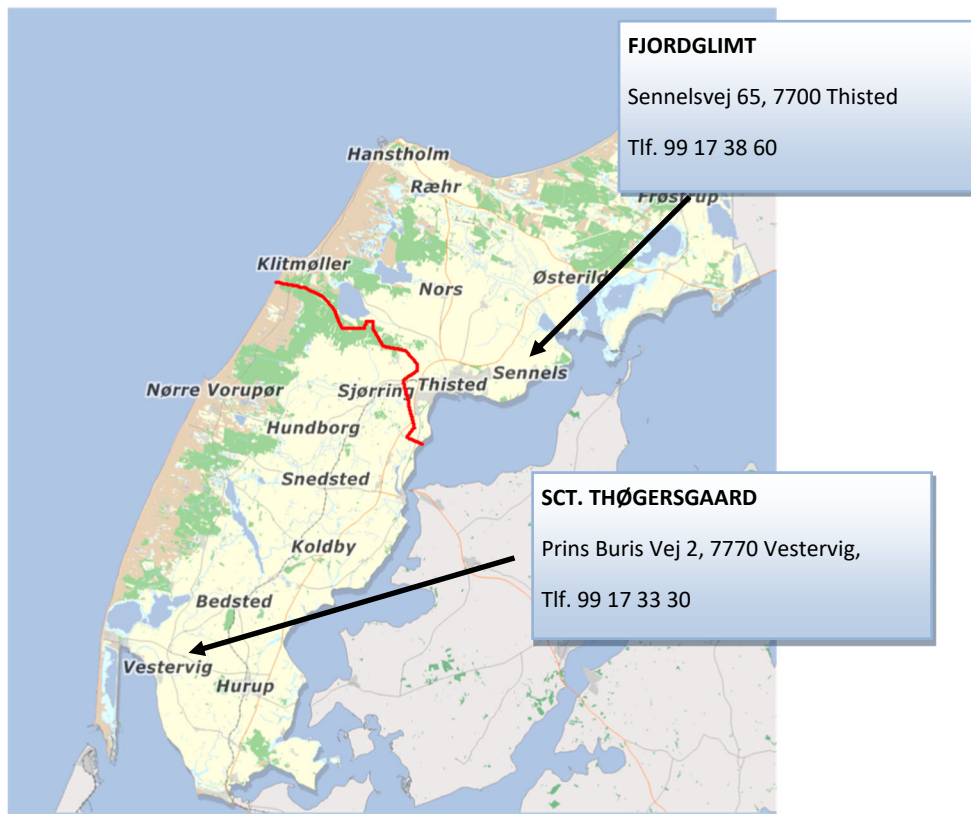 FJORDGLIMT
Sennelsvej 65, 7700 Thisted
Tlf. 99 17 38 60
Hanstholm
Ræhr
Frøstrup
Klitmøller
Nors
Østerild
Sennels
Thisted
Sjørring
Nørre Vorupør
Hundborg
Snedsted
SCT. THØGERSGAARD
Prins Buris Vej 2, 7770 Vestervig,
Tlf. 99 17 33 30
Koldby
Bedsted
Vestervig
Hurup